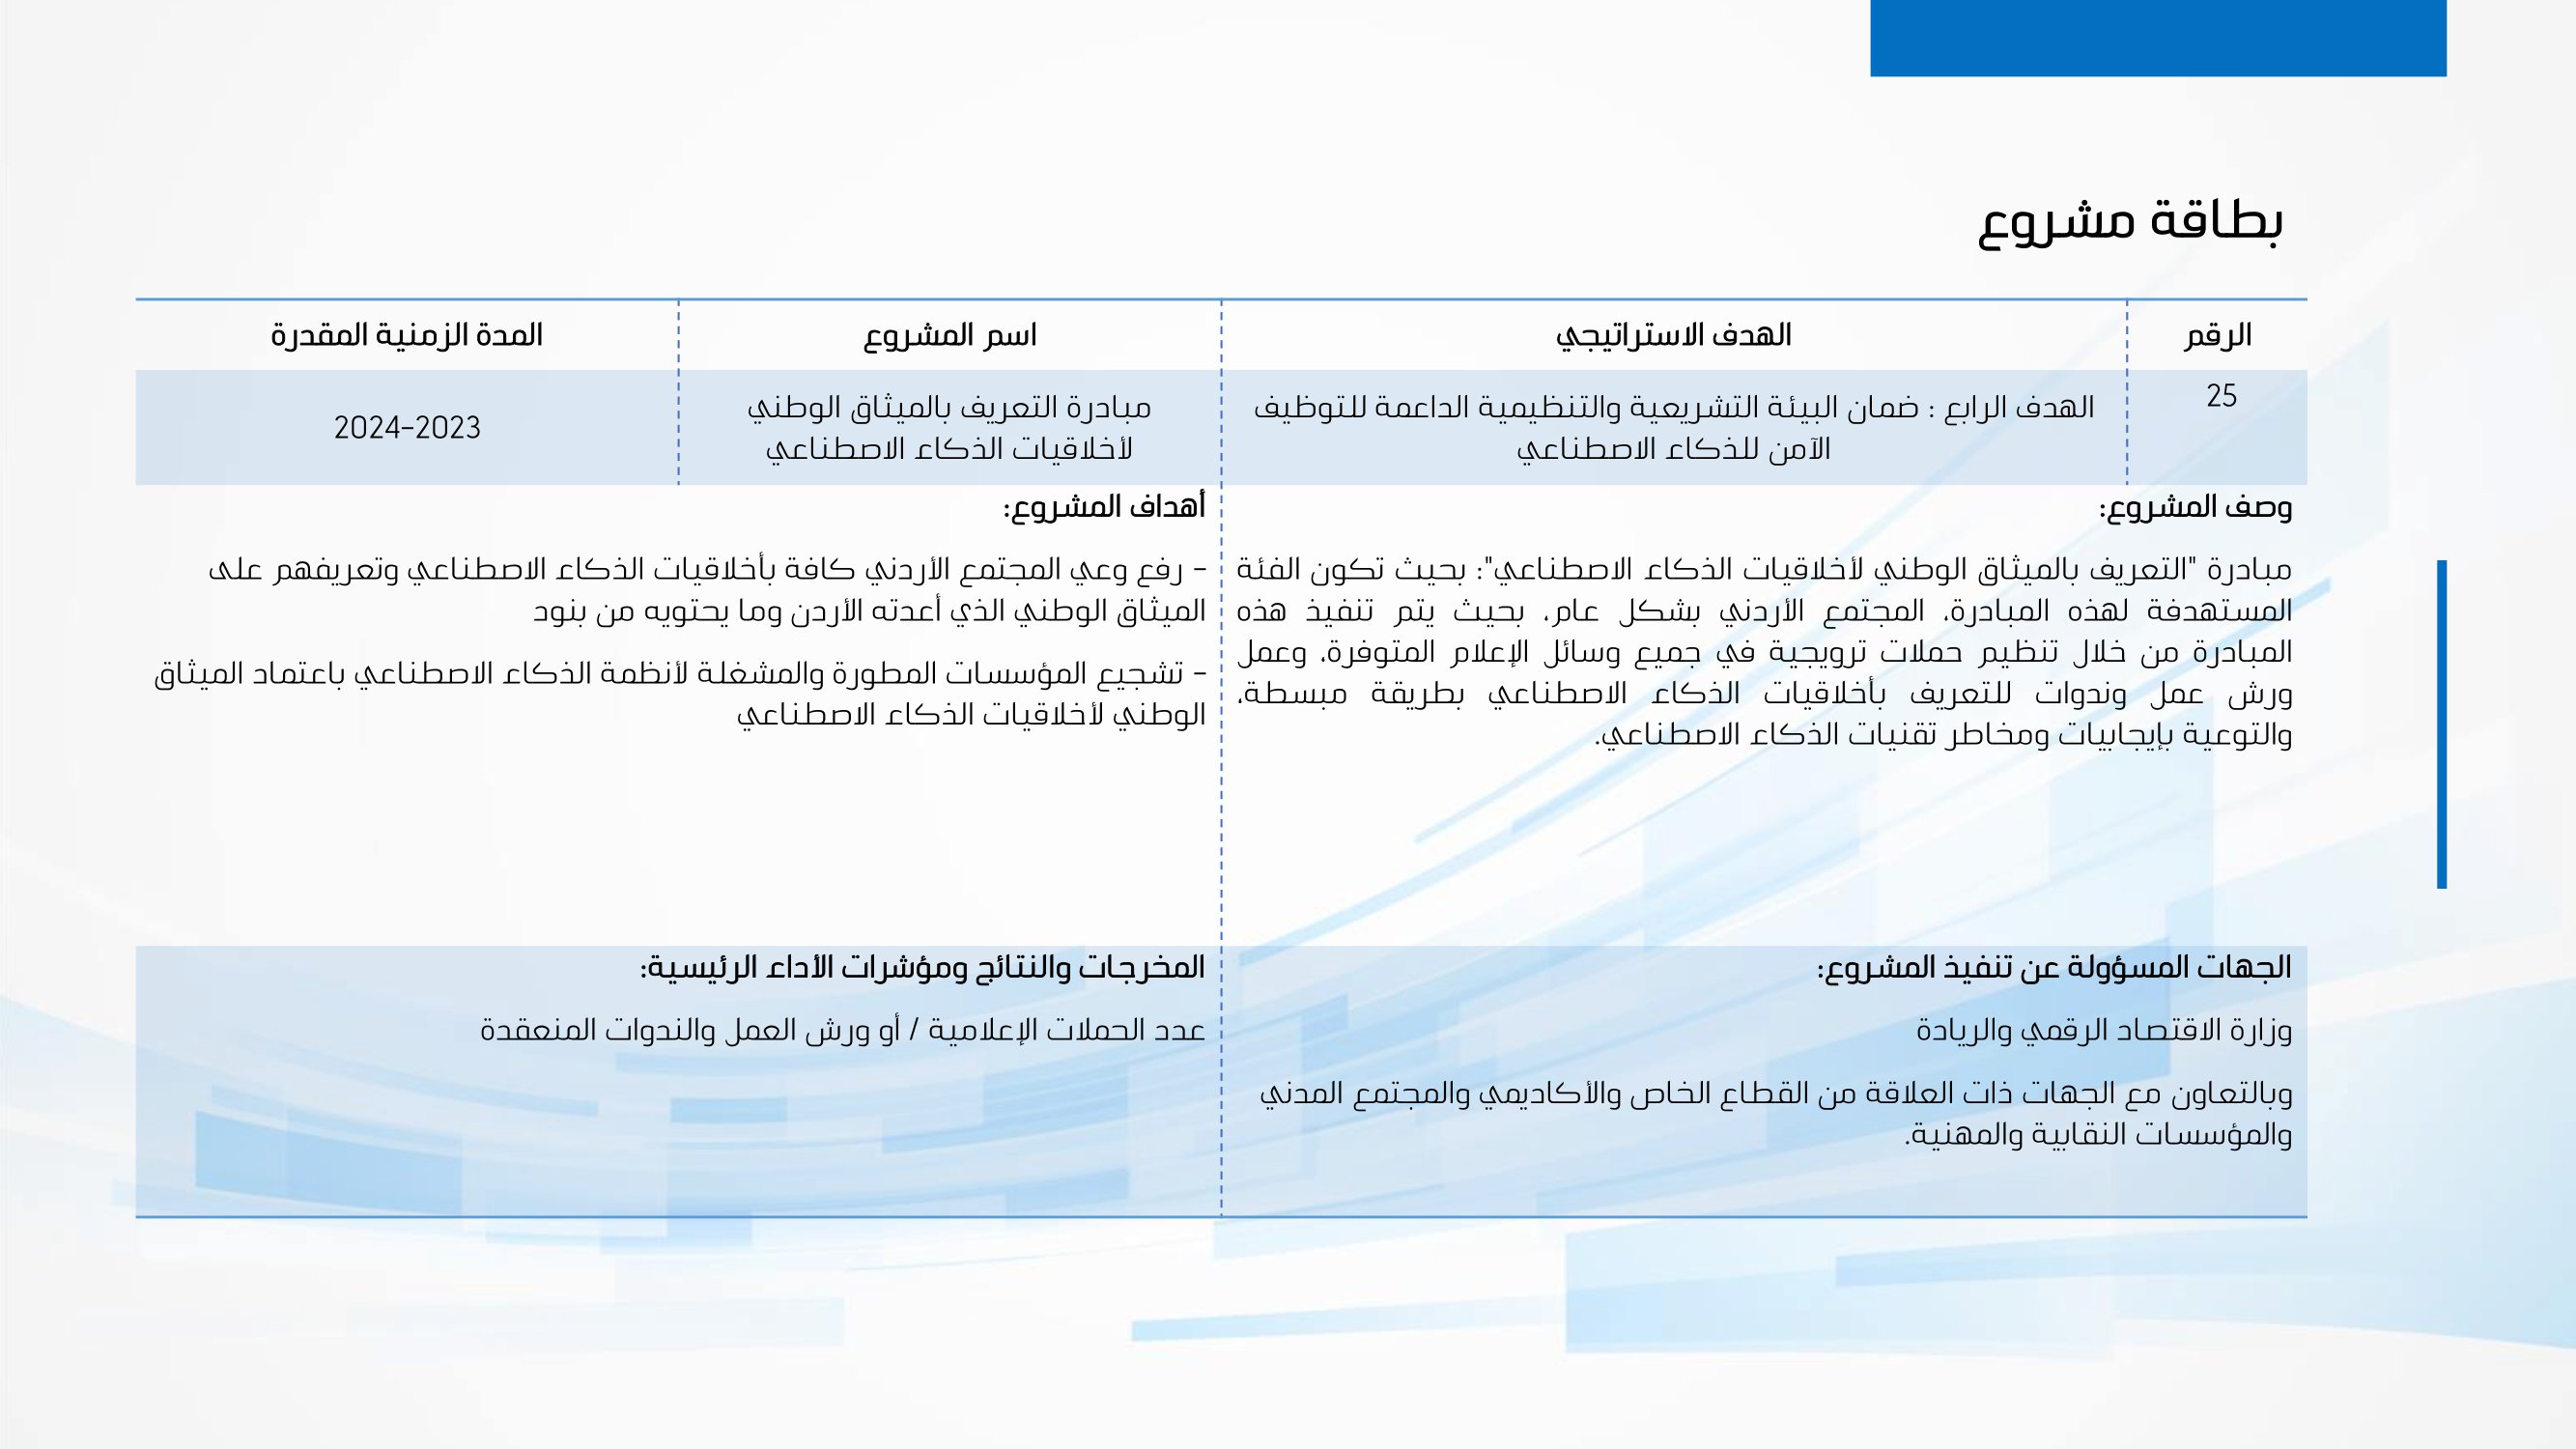 بطاقة مشروع
الرقم
الهدف الاستراتيجي
اسم المشروع
المدة الزمنية المقدرة
25
الهدف الرابع : ضمان البيئة التشريعية والتنظيمية الداعمة للتوظيف
الآمن للذكاء الاصطناعي
مبادرة التعريف بالميثاق الوطني
لأخلاقيات الذكاء الاصطناعي
2023-2024
وصف المشروع:
مبادرة "التعريف بالميثاق الوطني لأخلاقيات الذكاء الاصطناعي": بحيث تكون الفئة
المستهدفة لهذه المبادرة، المجتمع الأردني بشكل عام، بحيث يتم تنفيذ هذه
المبادرة من خلال تنظيم حملات ترويجية في جميع وسائل الإعلام المتوفرة، وعمل
ورش عمل وندوات للتعريف بأخلاقيات الذكاء الاصطناعي بطريقة مبسطة،
والتوعية بإيجابيات ومخاطر تقنيات الذكاء الاصطناعي.
أهداف المشروع:
- رفع وعي المجتمع الأردني كافة بأخلاقيات الذكاء الاصطناعي وتعريفهم على
الميثاق الوطني الذي أعدته الأردن وما يحتويه من بنود
- تشجيع المؤسسات المطورة والمشغلة لأنظمة الذكاء الاصطناعي باعتماد الميثاق
الوطني لأخلاقيات الذكاء الاصطناعي
الجهات المسؤولة عن تنفيذ المشروع:
وزارة الاقتصاد الرقمي والريادة
وبالتعاون مع الجهات ذات العلاقة من القطاع الخاص والأكاديمي والمجتمع المدني
والمؤسسات النقابية والمهنية.
المخرجات والنتائج ومؤشرات الأداء الرئيسية:
عدد الحملات الإعلامية / أو ورش العمل والندوات المنعقدة